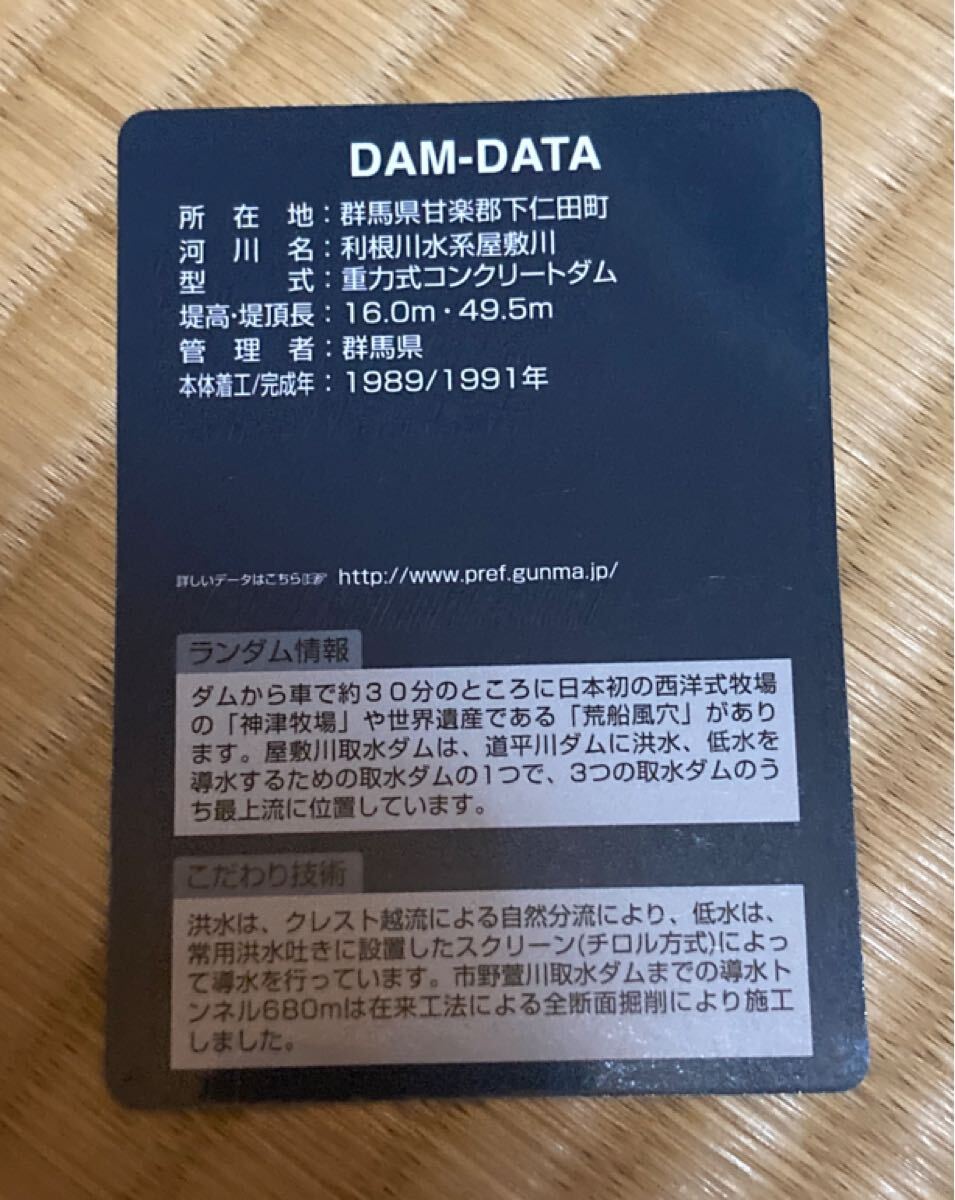 DAM-DATA
所在地：群馬県甘楽郡下仁田町
河川名：利根川水系屋敷川
型式：重力式コンクリートダム
堤高・堤頂長：16.0m・49.5m
管理者：群馬県
本体着工/完成年：1989/1991年
詳しいデータはこちら☞ http://www.pref.gunma.jp/
ランダム情報
ダムから車で約３０分のところに日本初の西洋式牧場
の「神津牧場」や世界遺産である「荒船風穴」があり
ます。屋敷川取水ダムは、道平川ダムに洪水、低水を
導水するための取水ダムの1つで、3つの取水ダムのう
ち最上流に位置しています。
こだわり技術
洪水は、クレスト越流による自然分流により、低水は、
常用洪水吐きに設置したスクリーン(チロル方式)によっ
て導水を行っています。市野萱川取水ダムまでの導水ト
ンネル680mは在来工法による全断面掘削により施工
しました。